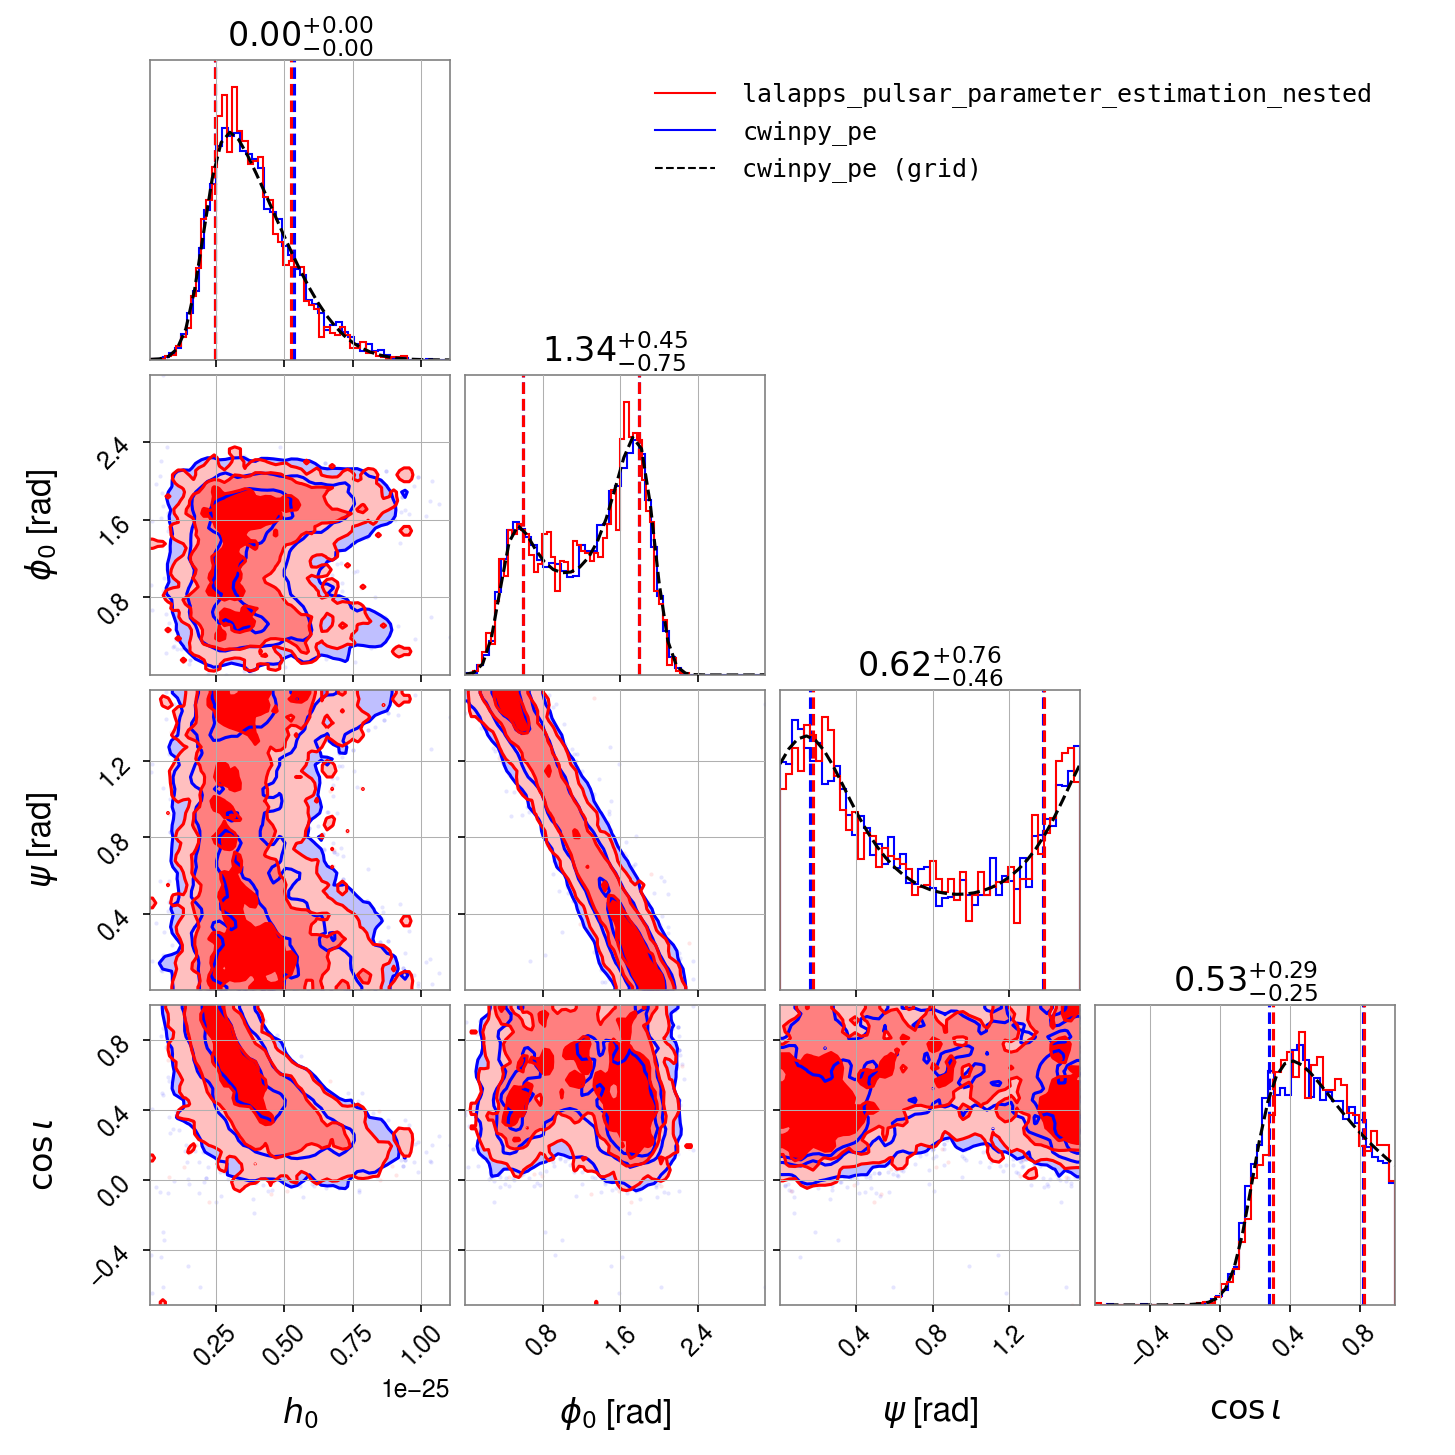 0.00+0.00−0.00
lalapps_pulsar_parameter_estimation_nested
cwinpy_pe
cwinpy_pe (grid)
1.34+0.45−0.75
ϕ0 [rad]
2.4
1.6
0.8
0.62+0.76−0.46
ψ [rad]
1.2
0.8
0.4
0.53+0.29−0.25
cos ι
0.8
0.4
0.0
−0.4
0.25 0.50 0.75 1.00 0.8 1.6 2.4 0.4 0.8 1.2 −0.4 0.0 0.4 0.8
1e−25
h0 ϕ0 [rad] ψ [rad] cos ι